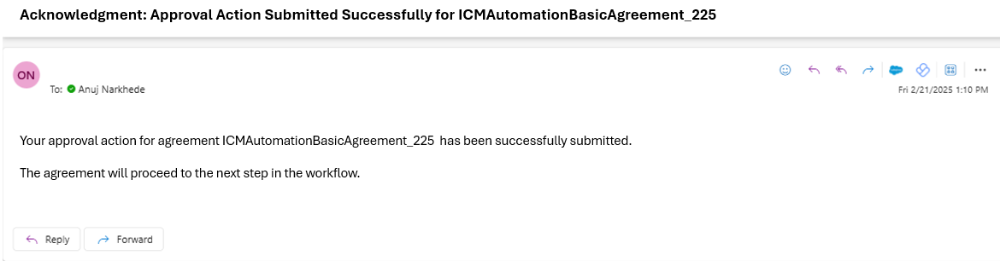 Acknowledgment: Approval Action Submitted Successfully for ICMAutomationBasicAgreement_225
ON
To: Anuj Narkhede
Fri 2/21/2025 1:10 PM
Your approval action for agreement ICMAutomationBasicAgreement_225 has been successfully submitted.
The agreement will proceed to the next step in the workflow.
Reply
Forward